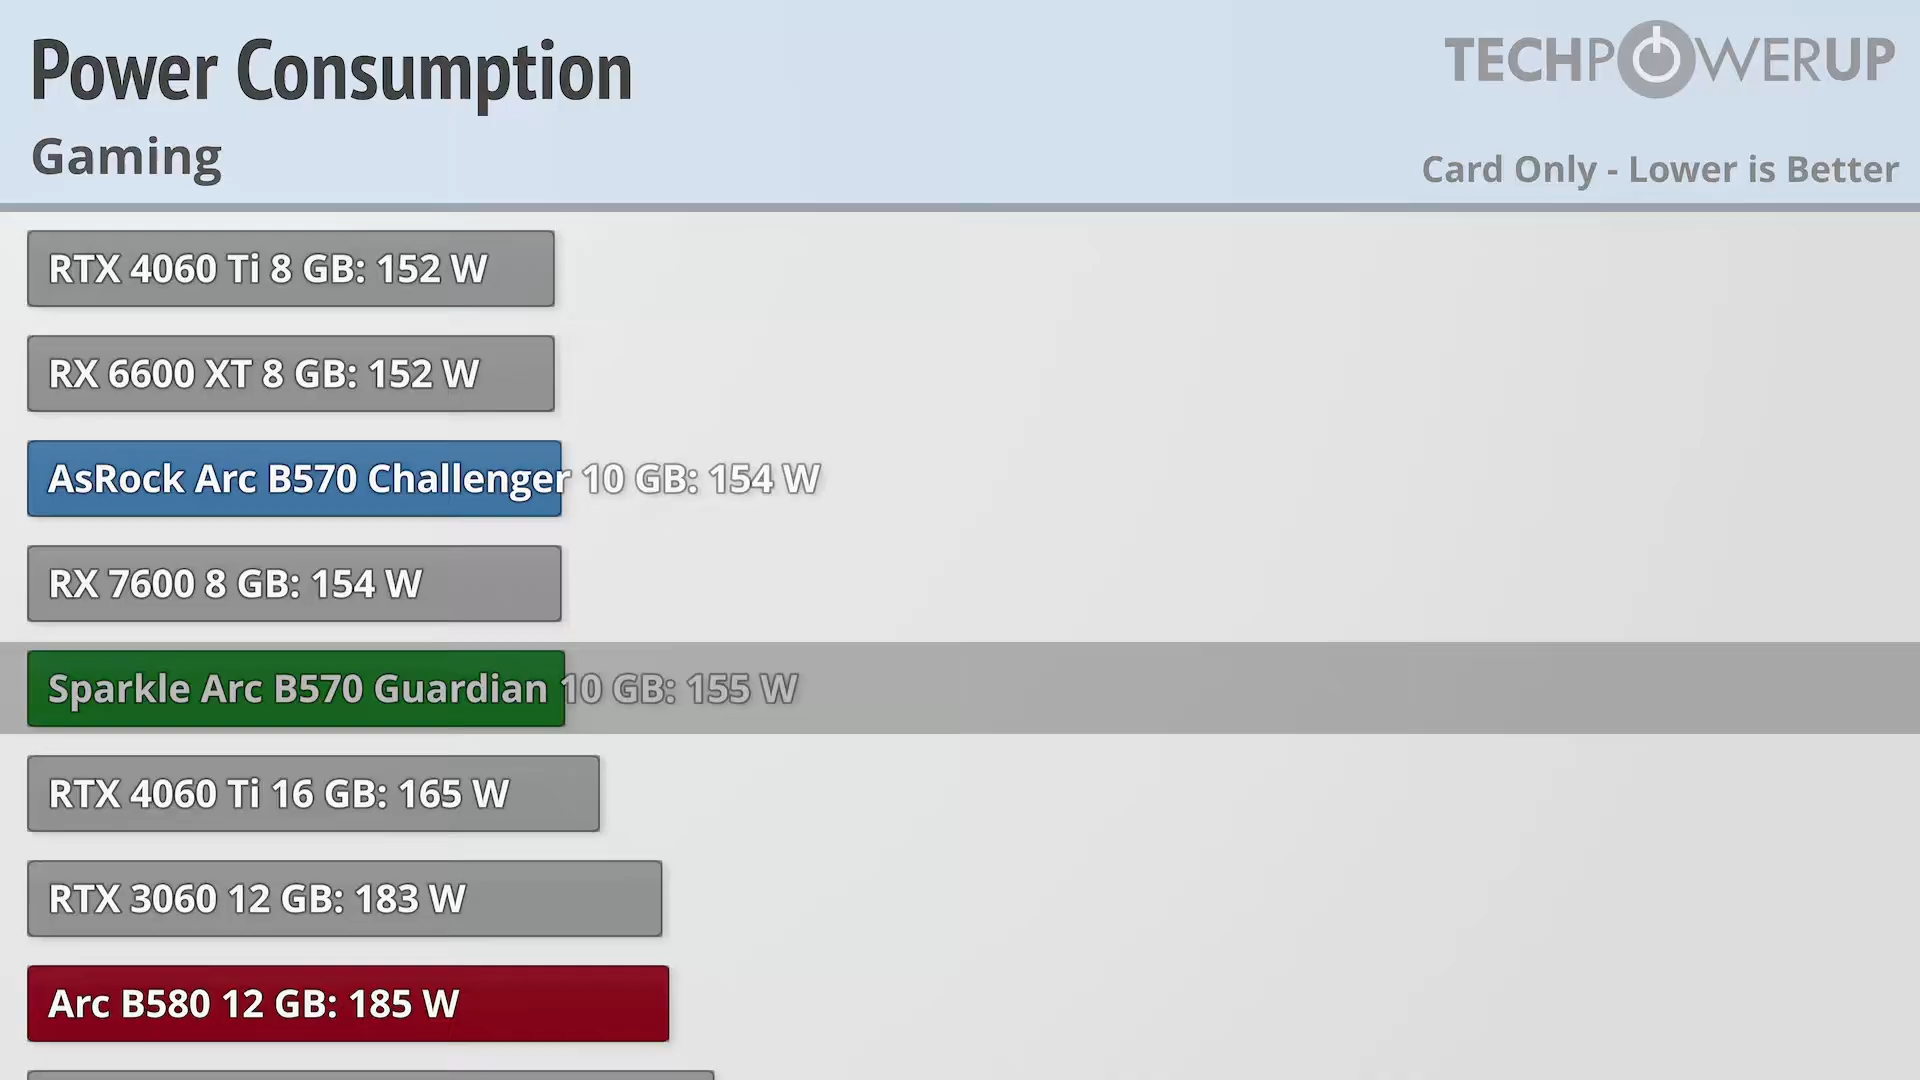 Power Consumption
TECHPOWERUP
Gaming
Card Only - Lower is Better
RTX 4060 Ti 8 GB: 152 W
RX 6600 XT 8 GB: 152 W
AsRock Arc B570 Challenger 10 GB: 154 W
RX 7600 8 GB: 154 W
Sparkle Arc B570 Guardian 10 GB: 155 W
RTX 4060 Ti 16 GB: 165 W
RTX 3060 12 GB: 183 W
Arc B580 12 GB: 185 W